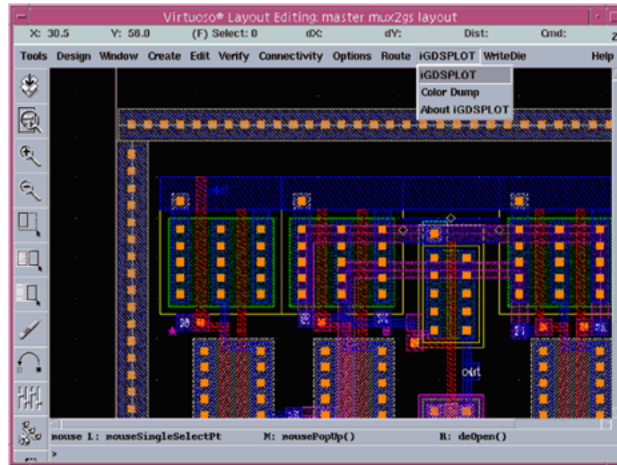 Virtuoso® Layout Editing: master mux2gs layout
X: 30.5 Y: 58.0 (F) Select: 0 dX: dY: Dist: Cmd: 2
Tools Design Window Create Edit Verify Connectivity Options Route iGDSPLOT WriteDie Help
iGDSPLOT
Color Dump
About iGDSPLOT
out
mouse L: mouseSingleSelectPt M: mousePopUp() R: deOpen()
>